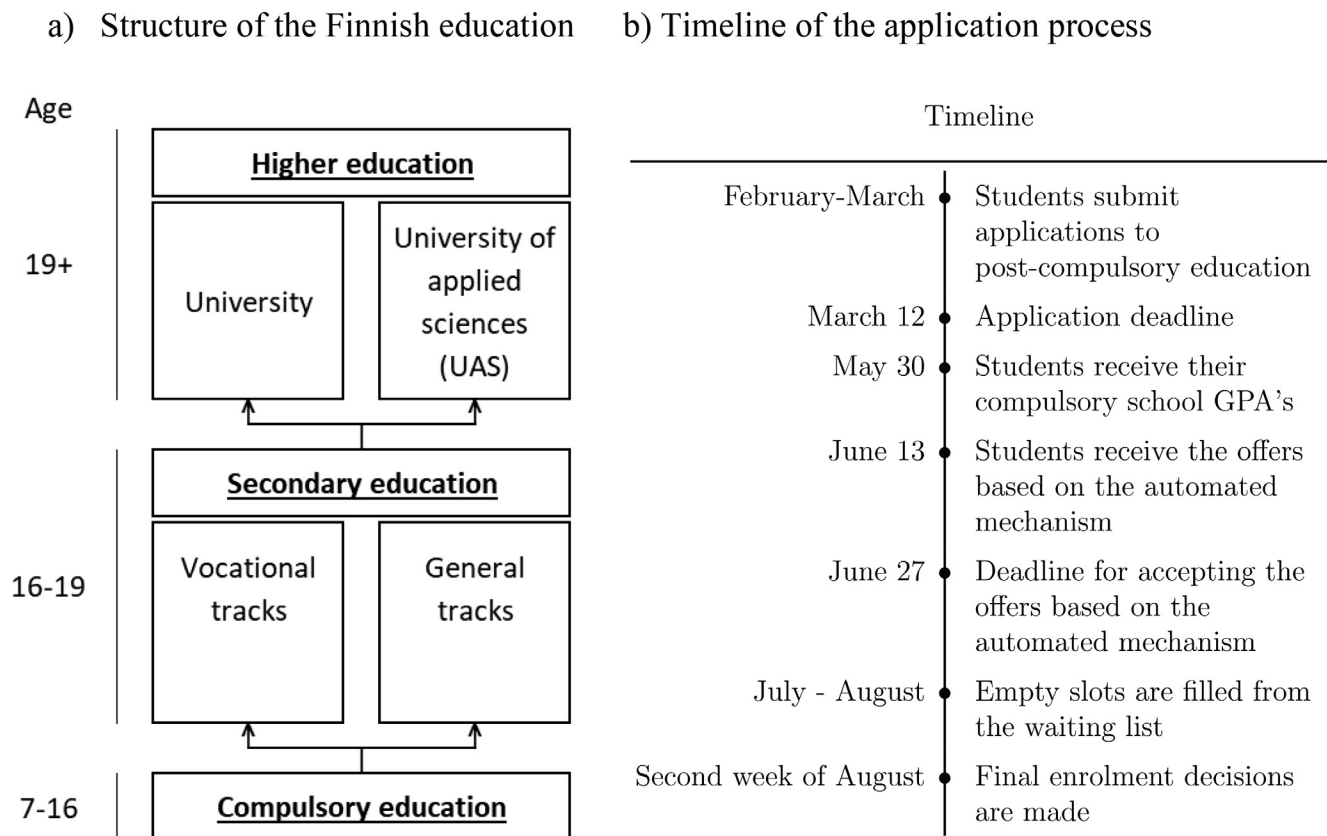 a) Structure of the Finnish education
Age
Higher education
19+
University
University of
applied
sciences
(UAS)
Secondary education
16-19
Vocational
tracks
General
tracks
7-16
Compulsory education
b) Timeline of the application process
Timeline
February-March
Students submit
applications to
post-compulsory education
March 12
Application deadline
May 30
Students receive their
compulsory school GPA's
June 13
Students receive the offers
based on the automated
mechanism
June 27
Deadline for accepting the
offers based on the
automated mechanism
July - August
Empty slots are filled from
the waiting list
Second week of August
Final enrolment decisions
are made